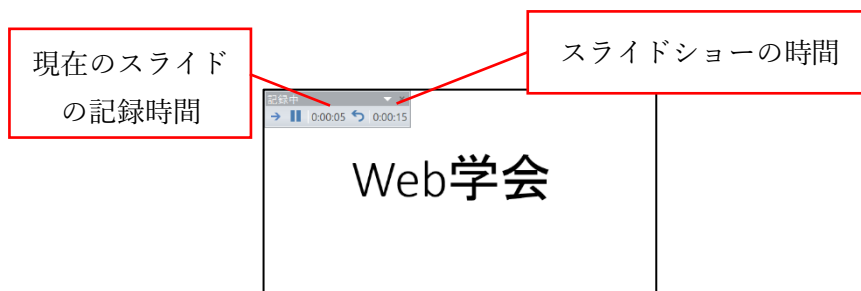 現在のスライド
の記録時間
スライドショーの時間
記録中
0:00:05 0:00:15
Web学会